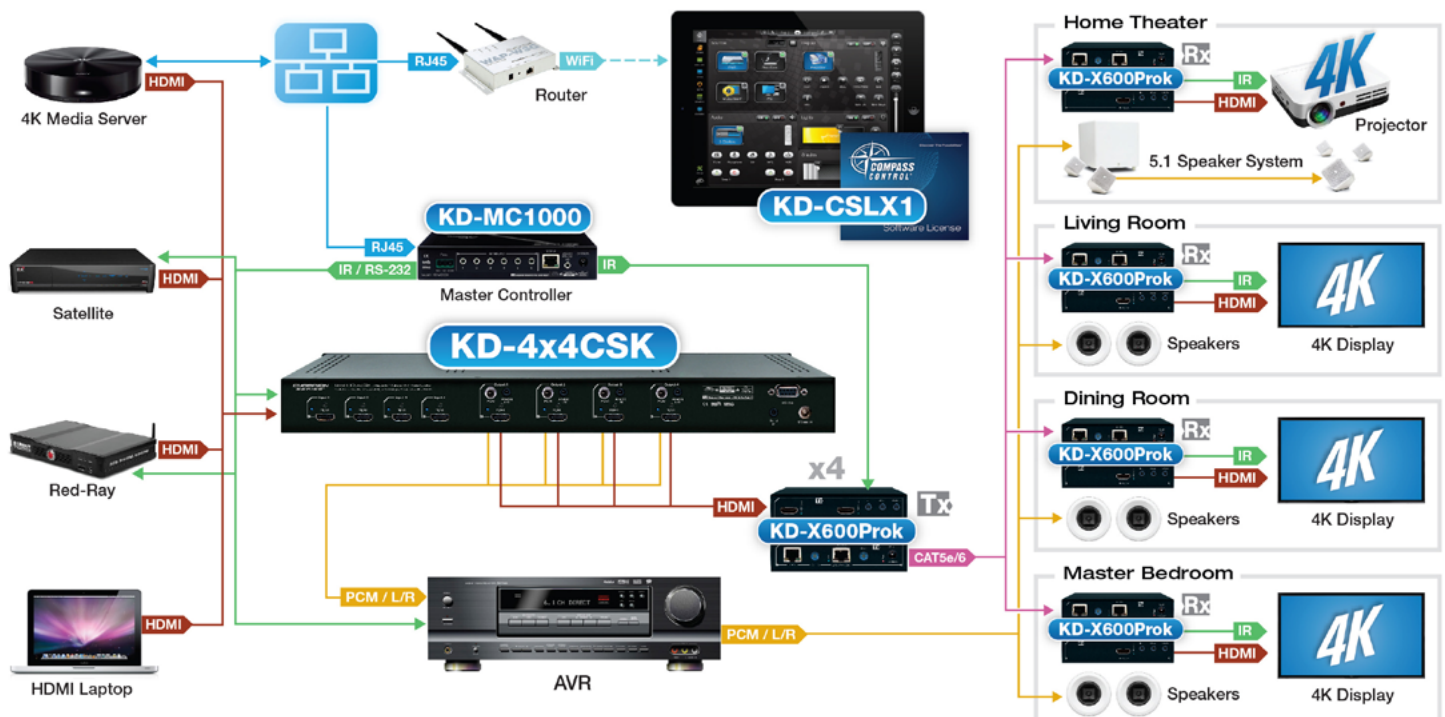 HDMI
4K Media Server
RJ45
Router
WiFi
COMPASS
CONTROL
KD-CSLX1
Software License
KD-MC1000
RJ45
IR / RS-232
IR
Master Controller
HDMI
Satellite
KD-4x4CSK
HDMI
Red-Ray
x4
HDMI
Tx
KD-X600Prok
CAT5e/6
HDMI
HDMI Laptop
PCM / L/R
PCM / L/R
AVR
Home Theater
Rx
KD-X600Prok
IR
HDMI
4K
Projector
5.1 Speaker System
Living Room
Rx
KD-X600Prok
IR
HDMI
4K
Speakers
4K Display
Dining Room
Rx
KD-X600Prok
IR
HDMI
4K
Speakers
4K Display
Master Bedroom
Rx
KD-X600Prok
IR
HDMI
4K
Speakers
4K Display